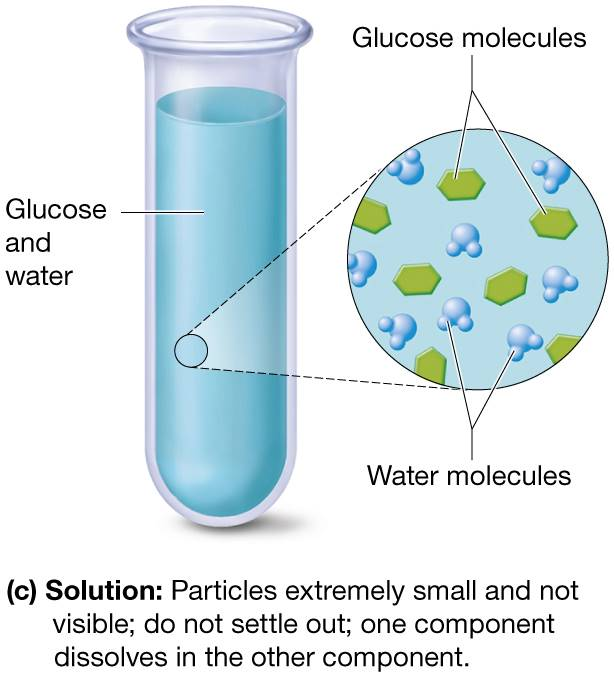 Glucose molecules
Glucose
and
water
Water molecules
(c) Solution: Particles extremely small and not
visible; do not settle out; one component
dissolves in the other component.